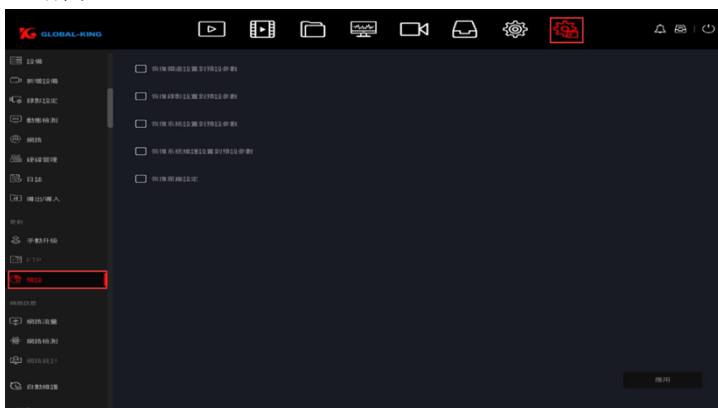 GLOBAL-KING
設備
新增設備
錄影設定
動態檢測
網路
硬碟管理
日誌
導出/導入
手動升級
FTP
預設
網路流量
網路檢測
自動維護
恢復頻道設置到預設參數
恢復錄影設置到預設參數
恢復系統設置到預設參數
恢復系統維護設置到預設參數
恢復原廠設定
應用